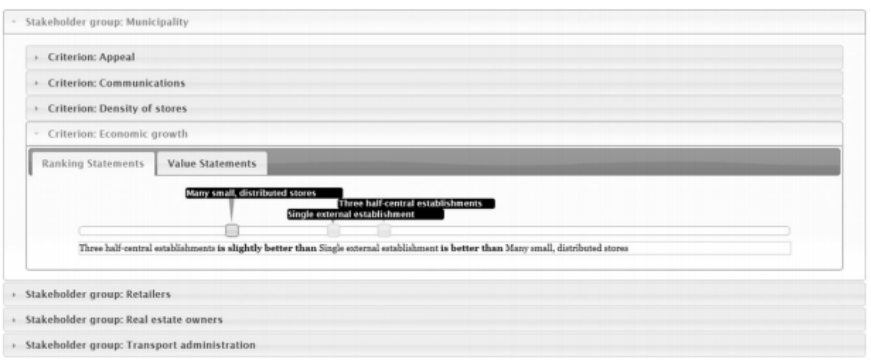 Stakeholder group: Municipality
Criterion: Appeal
Criterion: Communications
Criterion: Density of stores
Criterion: Economic growth
Ranking Statements Value Statements
Many small, distributed stores
Three half-central establishments
Single external establishment
Three half-central establishments is slightly better than Single external establishment is better than Many small, distributed stores
Stakeholder group: Retailers
Stakeholder group: Real estate owners
Stakeholder group: Transport administration